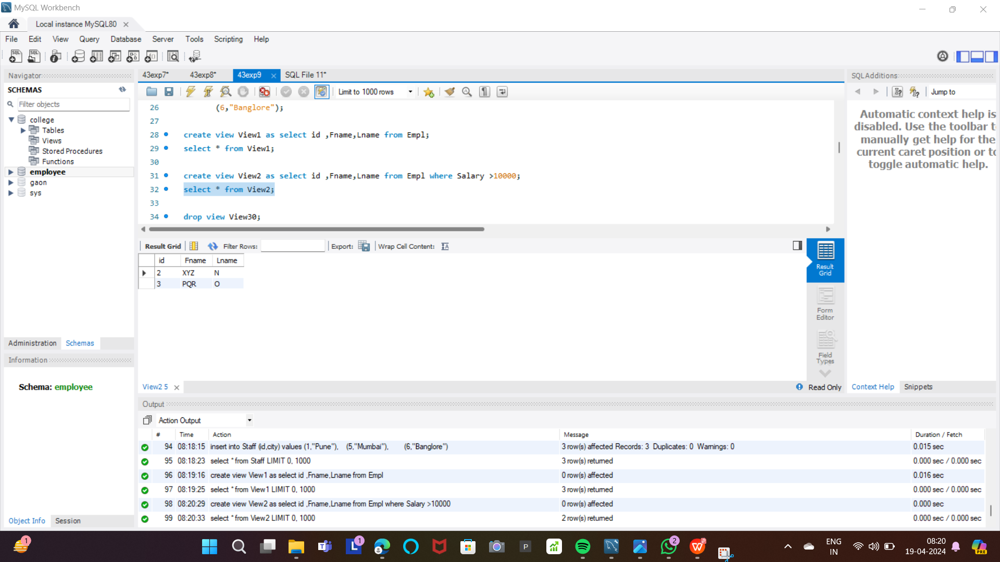 MySQL Workbench
Local instance MySQL80
File Edit View Query Database Server Tools Scripting Help
Navigator
SCHEMAS
Filter objects
college
Tables
Views
Stored Procedures
Functions
employee
gaon
sys
Administration Schemas
Information
Schema: employee
Object Info Session
43exp7* 43exp8* 43exp9 SQL File 11*
Limit to 1000 rows
26 (6,"Banglore");
27
28 create view View1 as select id ,Fname,Lname from Empl;
29 select * from View1;
30
31 create view View2 as select id ,Fname,Lname from Empl where Salary >10000;
32 select * from View2;
33
34 drop view View30;
Result Grid Filter Rows: Export: Wrap Cell Content:
id Fname Lname
2 XYZ N
3 PQR O
Result
Grid
Form
Editor
Field
Types
View2 5
Read Only
SQLAdditions
Jump to
Automatic context help is
disabled. Use the toolbar t
manually get help for the
current caret position or to
toggle automatic help.
Context Help Snippets
Output
Action Output
# Time Action Message Duration / Fetch
94 08:18:15 insert into Staff (id,city) values (1,"Pune"), (5,"Mumbai"), (6,"Banglore") 3 row(s) affected Records: 3 Duplicates: 0 Warnings: 0 0.015 sec
95 08:18:23 select * from Staff LIMIT 0, 1000 3 row(s) returned 0.000 sec / 0.000 sec
96 08:19:16 create view View1 as select id ,Fname,Lname from Empl 0 row(s) affected 0.016 sec
97 08:19:25 select * from View1 LIMIT 0, 1000 3 row(s) returned 0.000 sec / 0.000 sec
98 08:20:29 create view View2 as select id ,Fname,Lname from Empl where Salary >10000 0 row(s) affected 0.000 sec
99 08:20:33 select * from View2 LIMIT 0, 1000 2 row(s) returned 0.000 sec / 0.000 sec
1
1
2
ENG
IN
08:20
19-04-2024
PRE